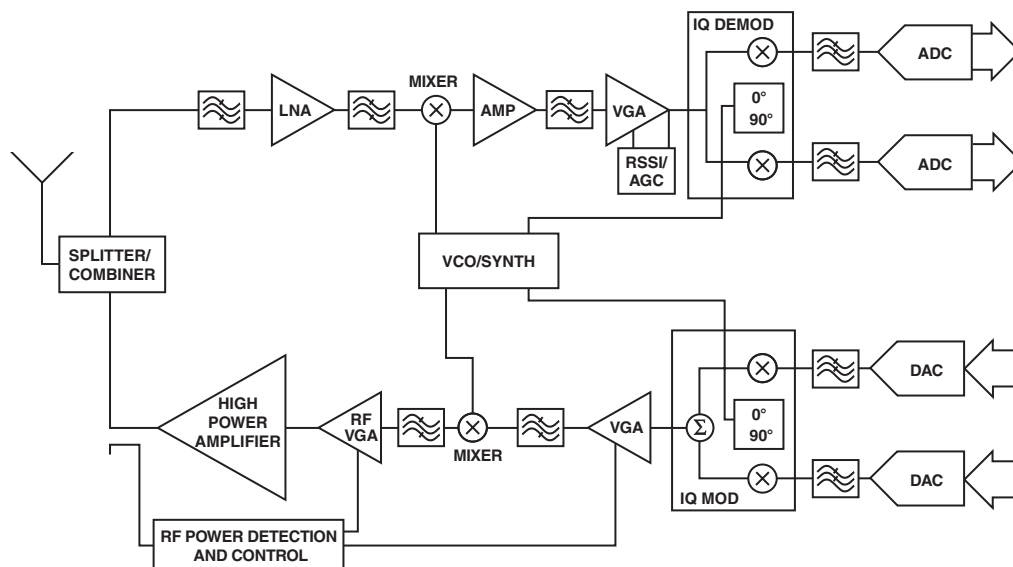 IQ DEMOD
ADC
MIXER
0°
90°
LNA
AMP
VGA
RSSI/
AGC
ADC
SPLITTER/
COMBINER
VCO/SYNTH
DAC
HIGH
POWER
AMPLIFIER
RF
VGA
MIXER
VGA
Σ
0°
90°
DAC
IQ MOD
RF POWER DETECTION
AND CONTROL